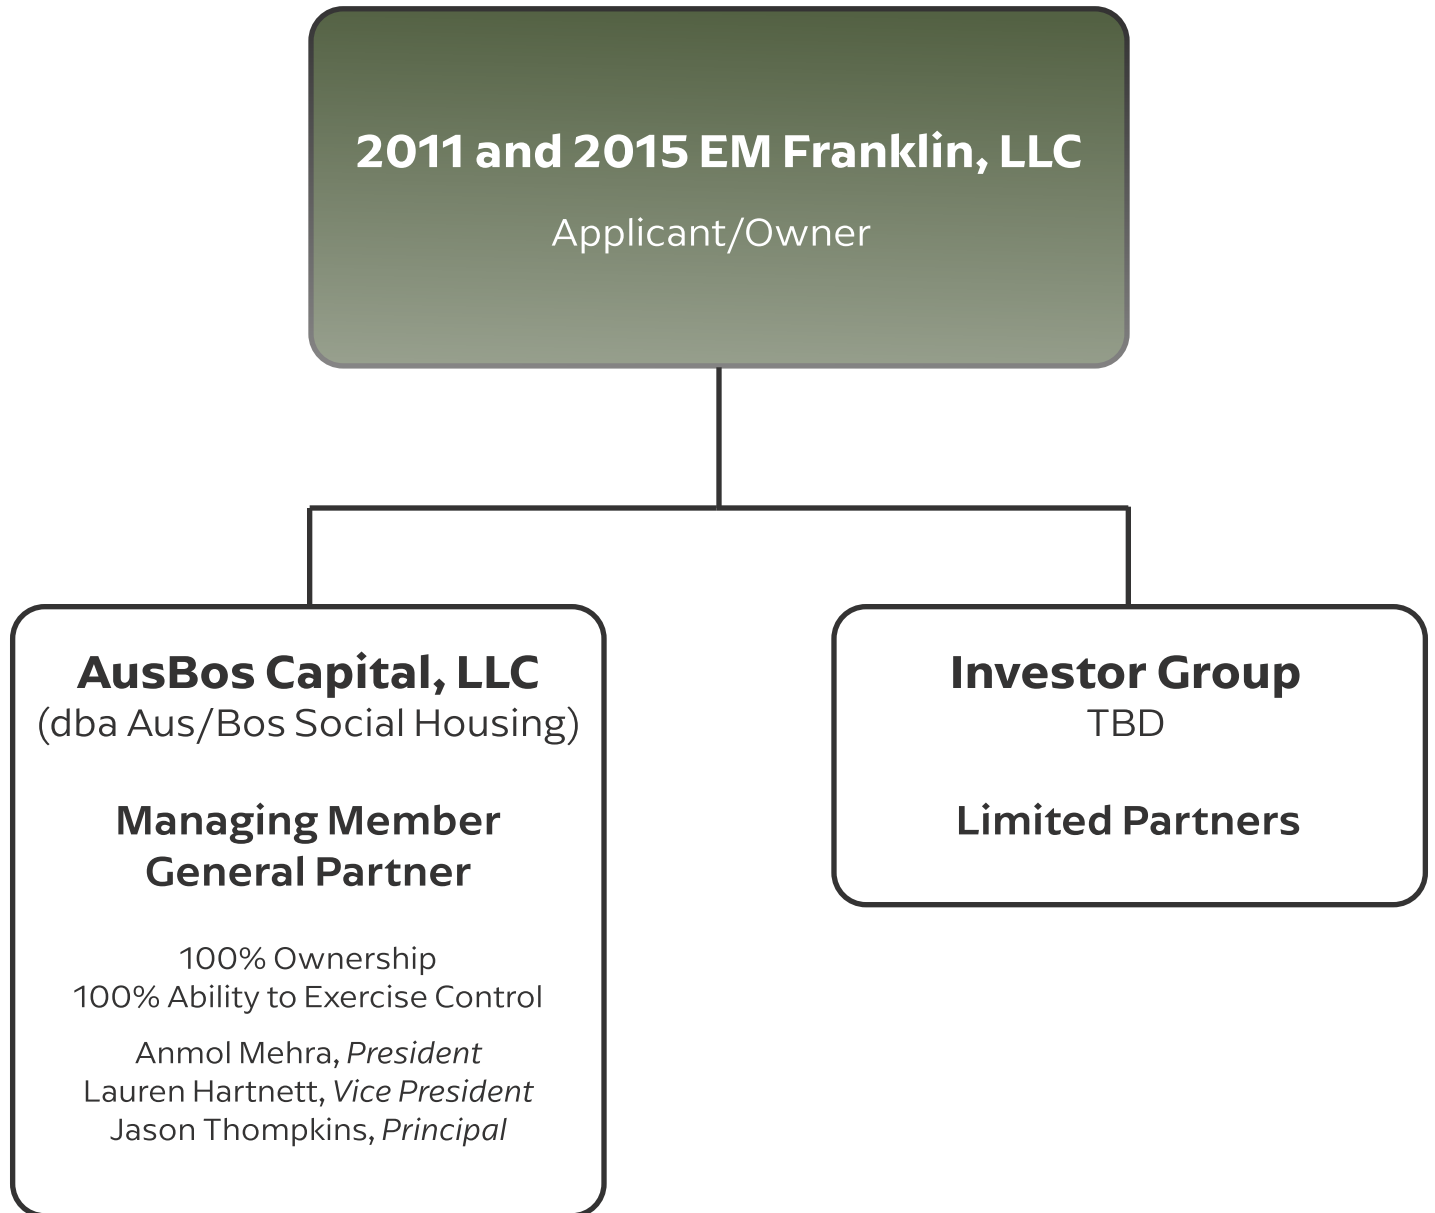 2011 and 2015 EM Franklin, LLC
Applicant/Owner
AusBos Capital, LLC
(dba Aus/Bos Social Housing)
Managing Member
General Partner
100% Ownership
100% Ability to Exercise Control
Anmol Mehra, President
Lauren Hartnett, Vice President
Jason Thompkins, Principal
Investor Group
TBD
Limited Partners